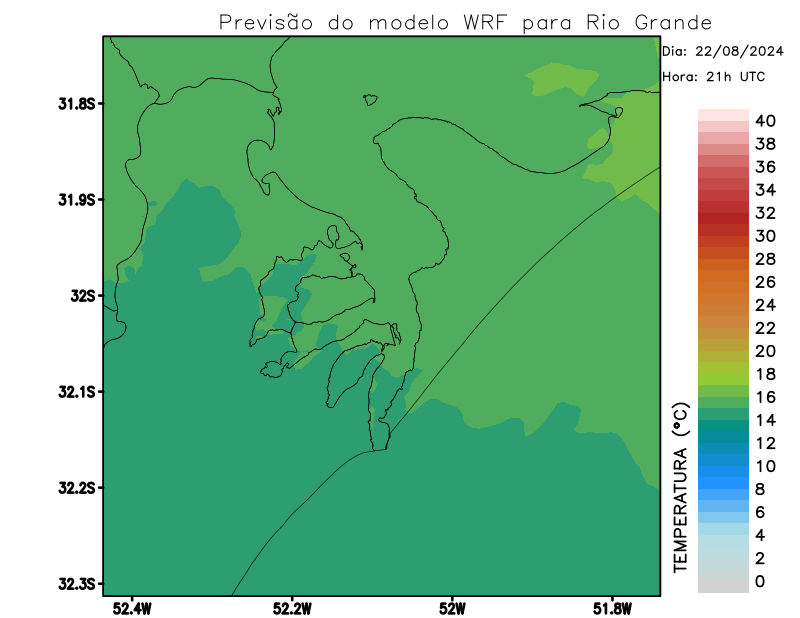 Previsão do modelo WRF para Rio Grande
Dia: 22/08/2024
Hora: 21h UTC
31.8S
31.9S
32S
32.1S
32.2S
32.3S
52.4W
52.2W
52W
51.8W
TEMPERATURA (°C)
40
38
36
34
32
30
28
26
24
22
20
18
16
14
12
10
8
6
4
2
0